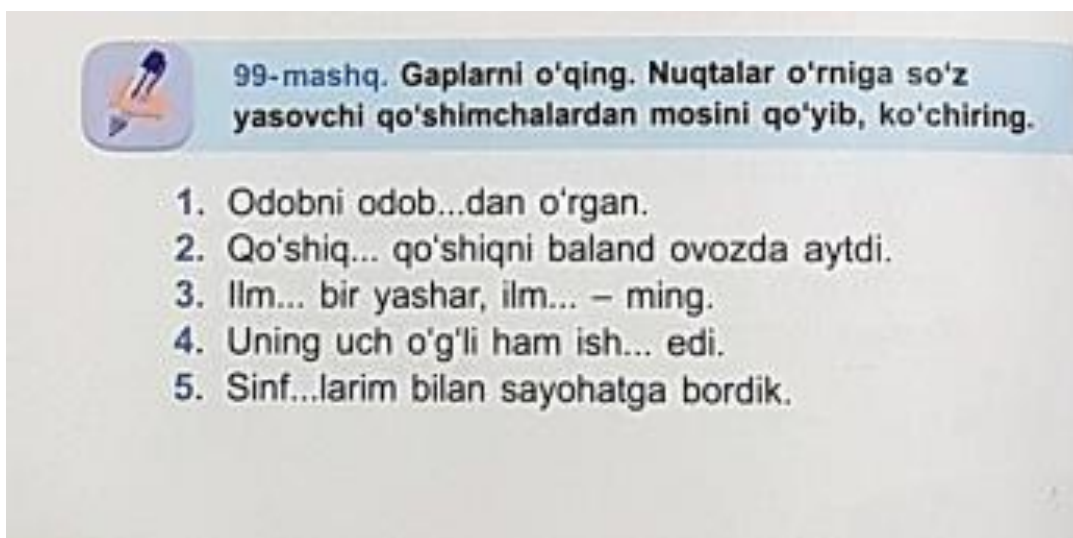 99-mashq. Gaplarni o'qing. Nuqtalar o'rniga so'z
yasovchi qo'shimchalardan mosini qo'yib, ko'chiring.
1. Odobni odob...dan o'rgan.
2. Qo'shiq... qo'shiqni baland ovozda aytdi.
3. Ilm... bir yashar, ilm... – ming.
4. Uning uch o'g'li ham ish... edi.
5. Sinf...larim bilan sayohatga bordik.